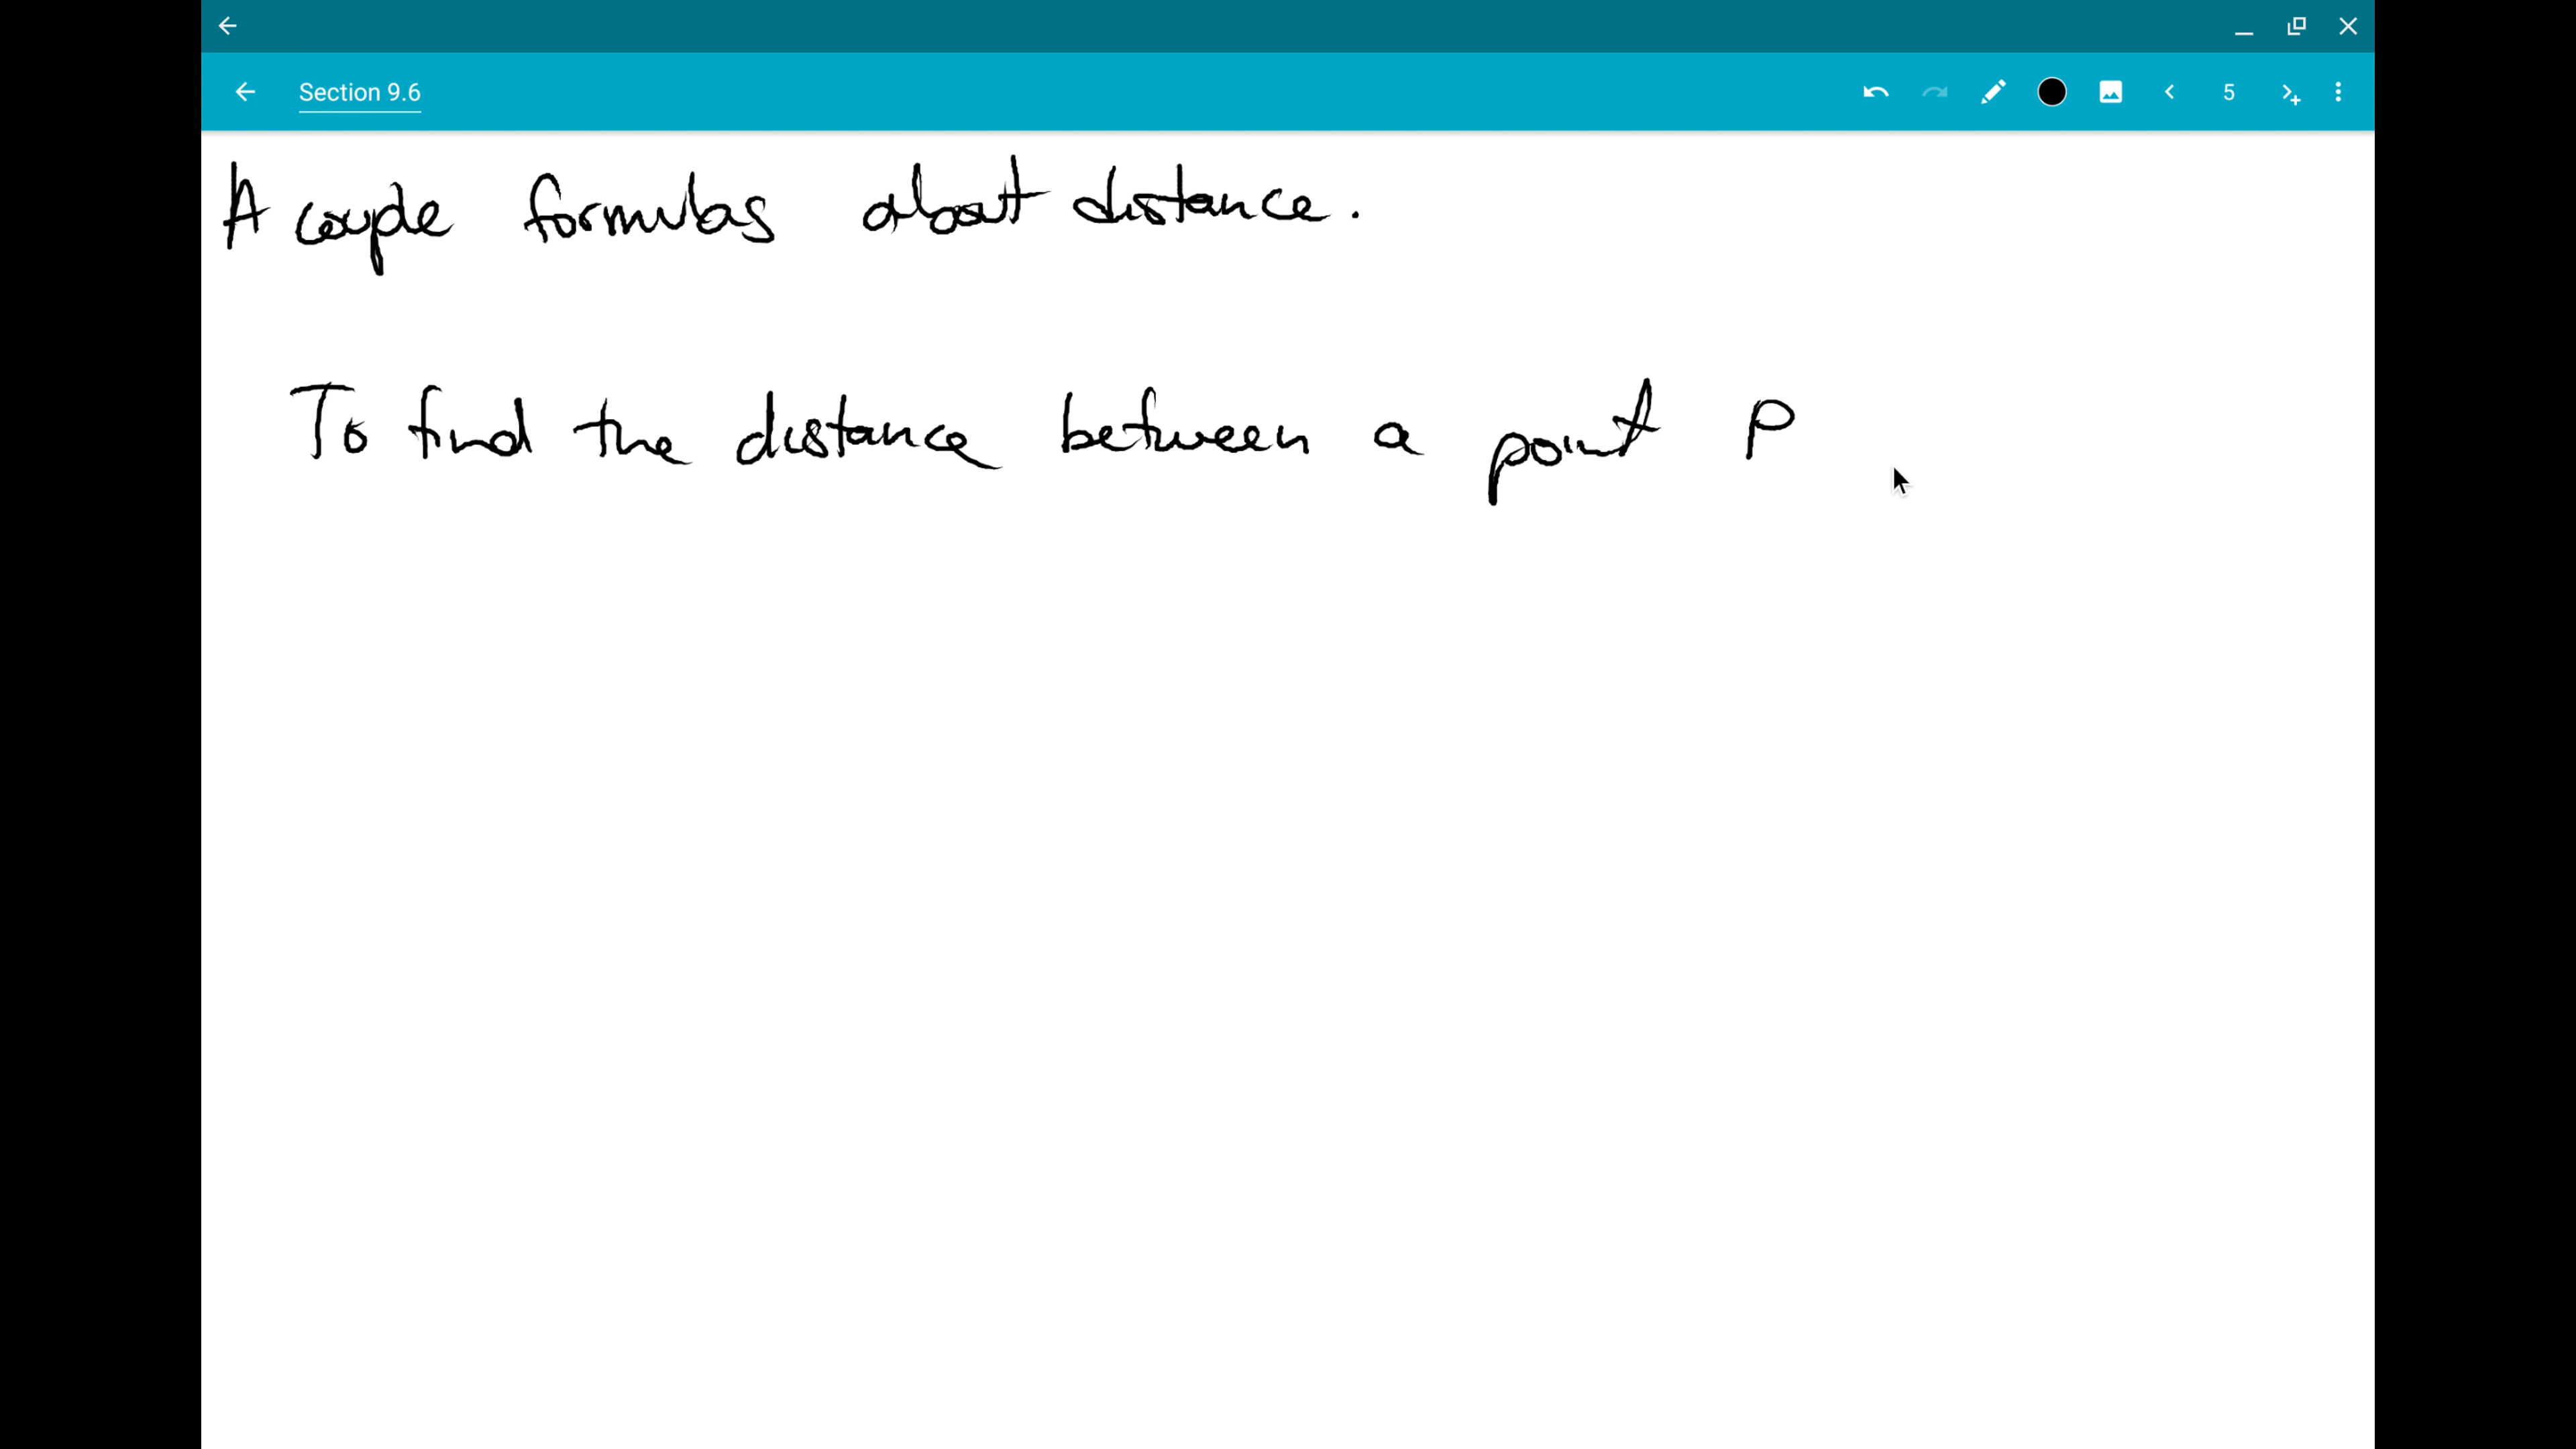 Section 9.6
5
A couple formulas about distance.
To find the distance between a point P